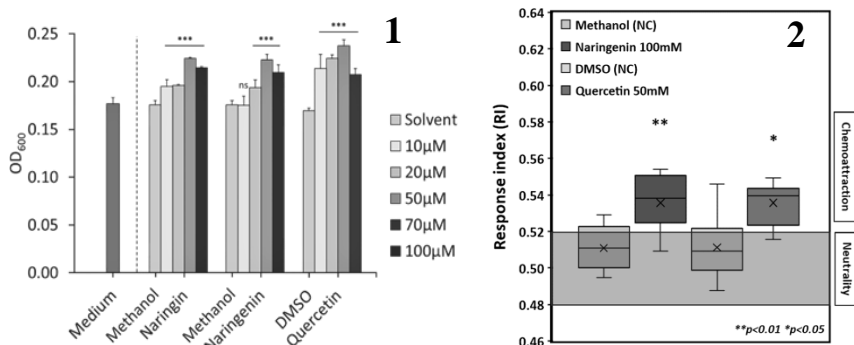 1
OD600
0.25
0.20
0.15
0.10
0.05
0.00
***
ns
***
***
Medium
Methanol
Naringin
Methanol
Naringenin
DMSO
Quercetin
Solvent
10µM
20µM
50µM
70µM
100µM
2
Response index (RI)
0.64
0.62
0.60
0.58
0.56
0.54
0.52
0.50
0.48
0.46
Methanol (NC)
Naringenin 100mM
DMSO (NC)
Quercetin 50mM
**
*
Chemoattraction
Neutrality
**p<0.01 *p<0.05